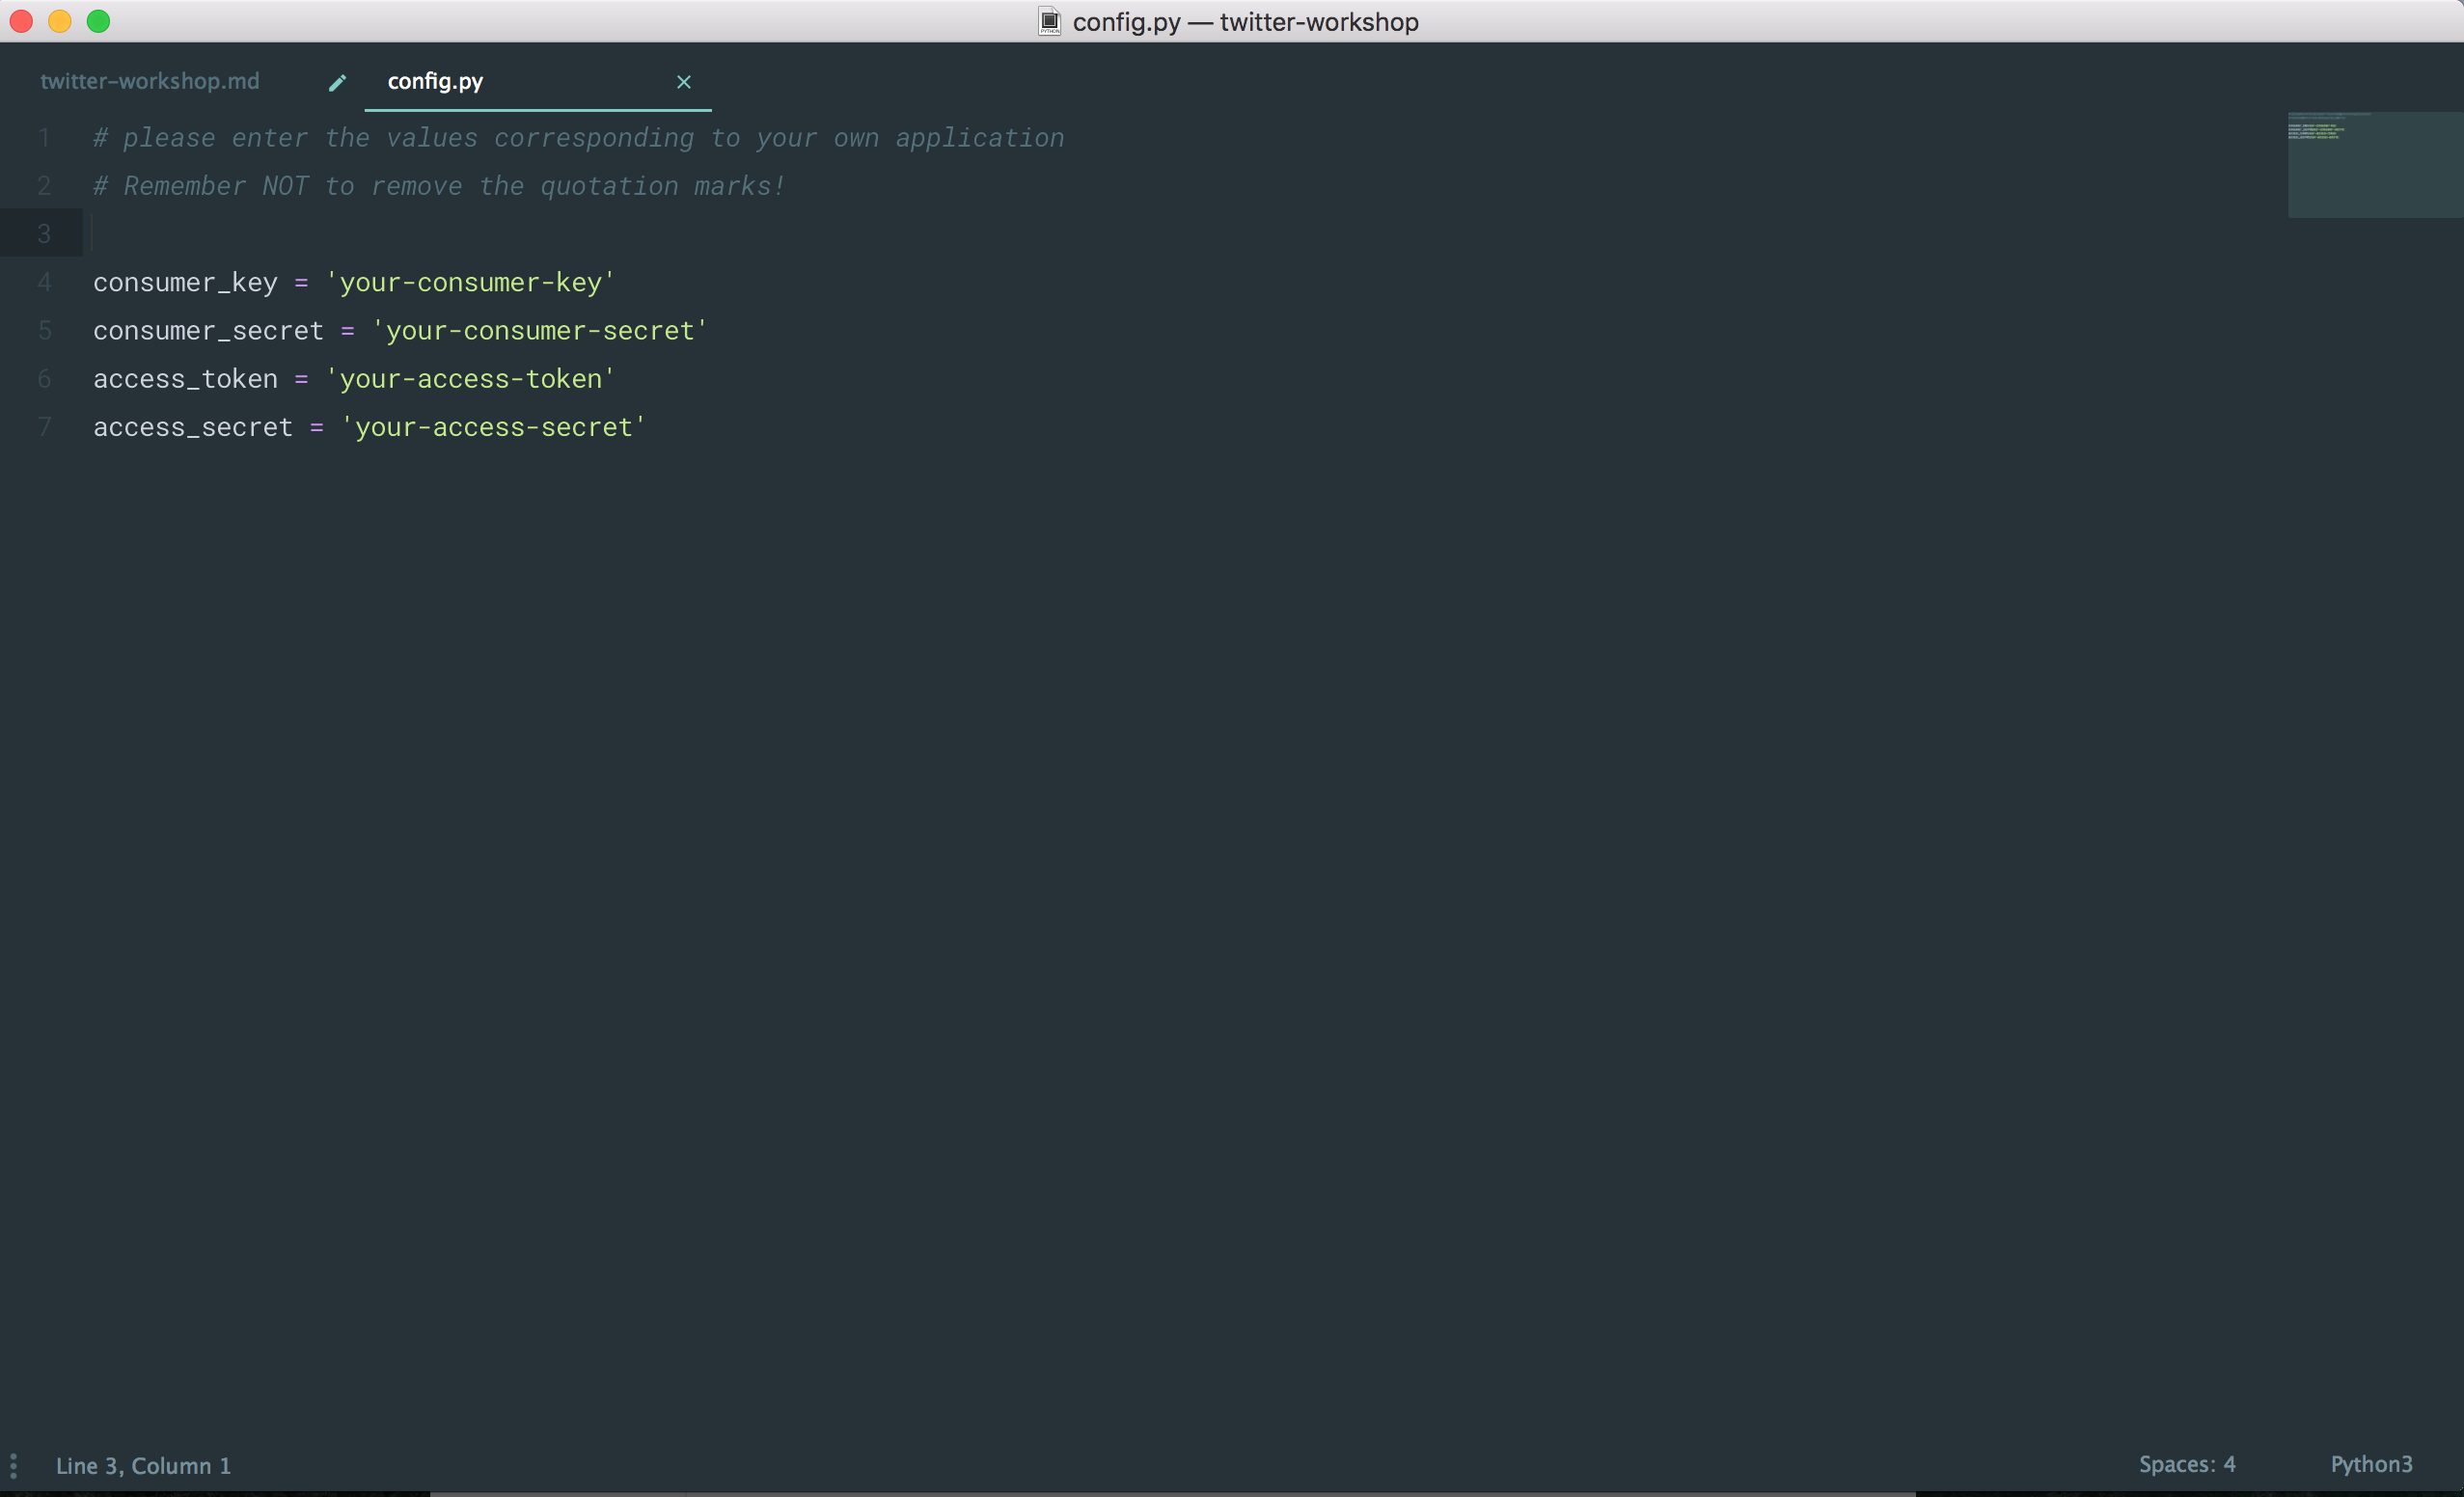 config.py — twitter-workshop
twitter-workshop.md
config.py
1 # please enter the values corresponding to your own application
2 # Remember NOT to remove the quotation marks!
3
4 consumer_key = 'your-consumer-key'
5 consumer_secret = 'your-consumer-secret'
6 access_token = 'your-access-token'
7 access_secret = 'your-access-secret'
Line 3, Column 1
Spaces: 4
Python3